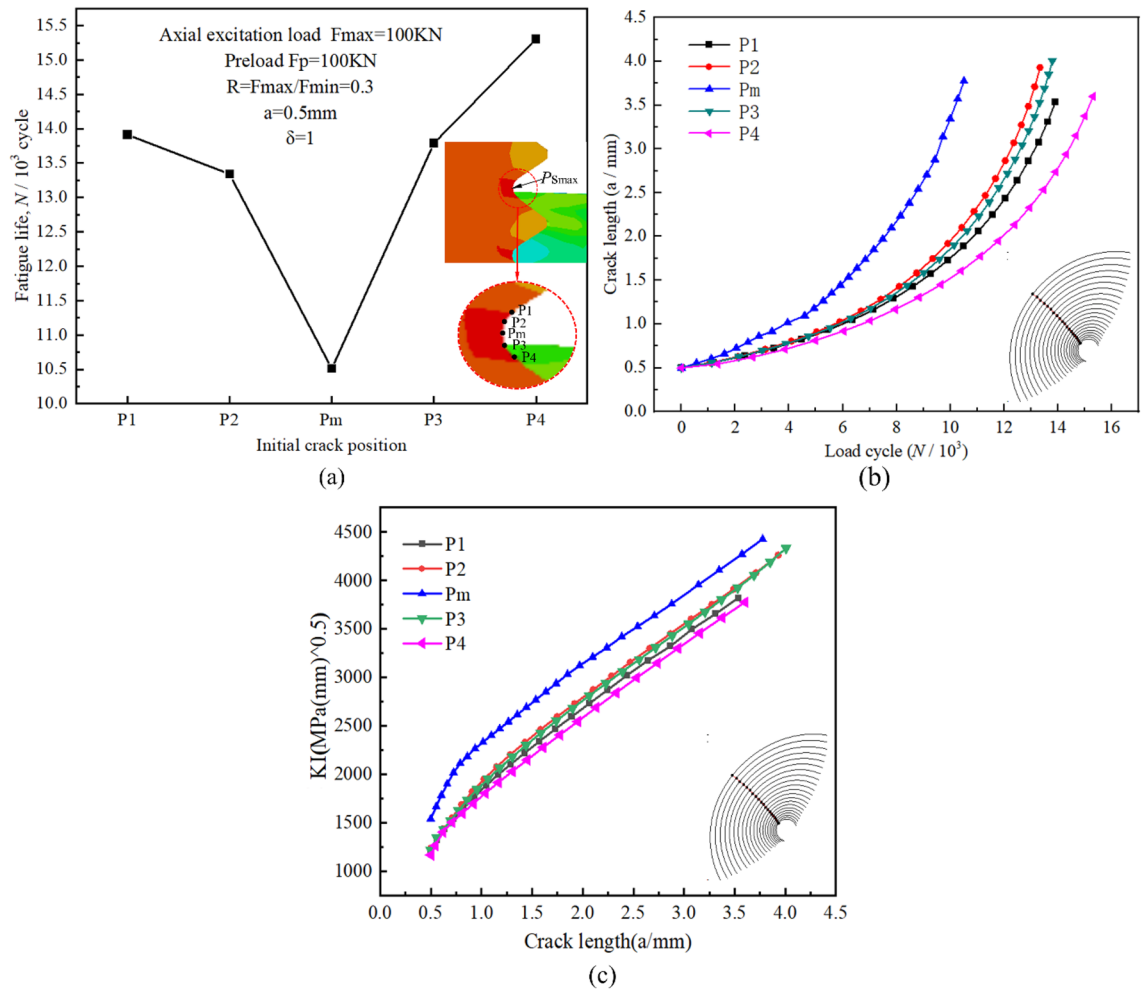 15.5
15.0
14.5
14.0
13.5
13.0
12.5
12.0
11.5
11.0
10.5
10.0
Fatigue life, N / 10³ cycle
Axial excitation load Fmax=100KN
Preload Fp=100KN
R=Fmax/Fmin=0.3
a=0.5mm
δ=1
PSmax
P1
P2
Pm
P3
P4
P1 P2 Pm P3 P4
Initial crack position
(a)
4.5
4.0
3.5
3.0
2.5
2.0
1.5
1.0
0.5
0.0
Crack length (a / mm)
P1
P2
Pm
P3
P4
0 2 4 6 8 10 12 14 16
Load cycle (N / 10³)
(b)
4500
4000
3500
3000
2500
2000
1500
1000
KI(MPa(mm)^0.5)
P1
P2
Pm
P3
P4
0.0 0.5 1.0 1.5 2.0 2.5 3.0 3.5 4.0 4.5
Crack length(a/mm)
(c)